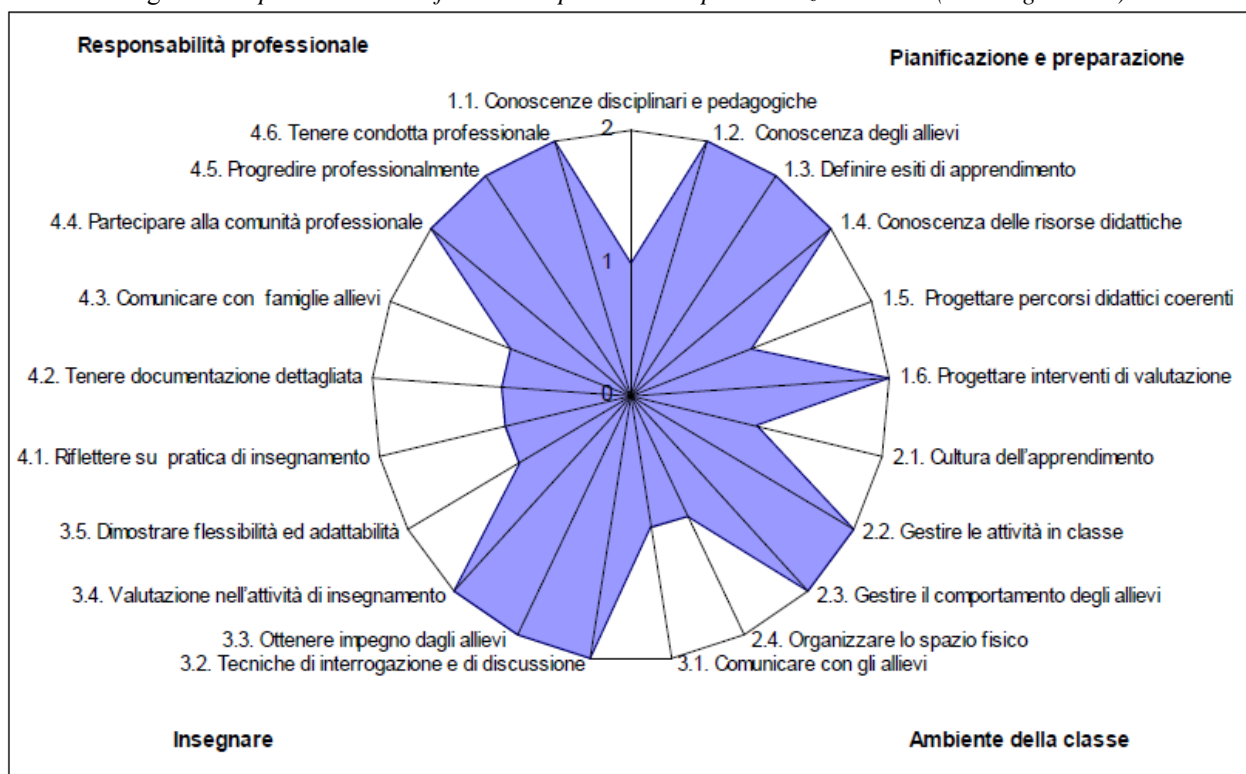 Responsabilità professionale
Pianificazione e preparazione
1.1. Conoscenze disciplinari e pedagogiche
4.6. Tenere condotta professionale
2
1.2. Conoscenza degli allievi
4.5. Progredire professionalmente
1.3. Definire esiti di apprendimento
4.4. Partecipare alla comunità professionale
1.4. Conoscenza delle risorse didattiche
1
4.3. Comunicare con famiglie allievi
1.5. Progettare percorsi didattici coerenti
4.2. Tenere documentazione dettagliata
0
1.6. Progettare interventi di valutazione
4.1. Riflettere su pratica di insegnamento
2.1. Cultura dell'apprendimento
3.5. Dimostrare flessibilità ed adattabilità
2.2. Gestire le attività in classe
3.4. Valutazione nell'attività di insegnamento
2.3. Gestire il comportamento degli allievi
3.3. Ottenere impegno dagli allievi
2.4. Organizzare lo spazio fisico
3.2. Tecniche di interrogazione e di discussione
3.1. Comunicare con gli allievi
Insegnare
Ambiente della classe